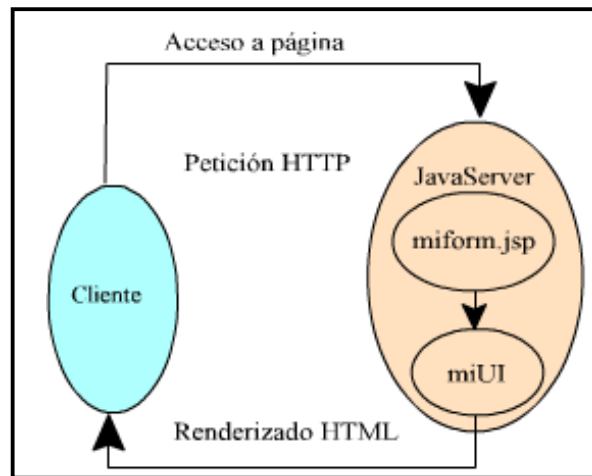 Acceso a página
Petición HTTP
JavaServer
miform.jsp
Cliente
miUI
Renderizado HTML